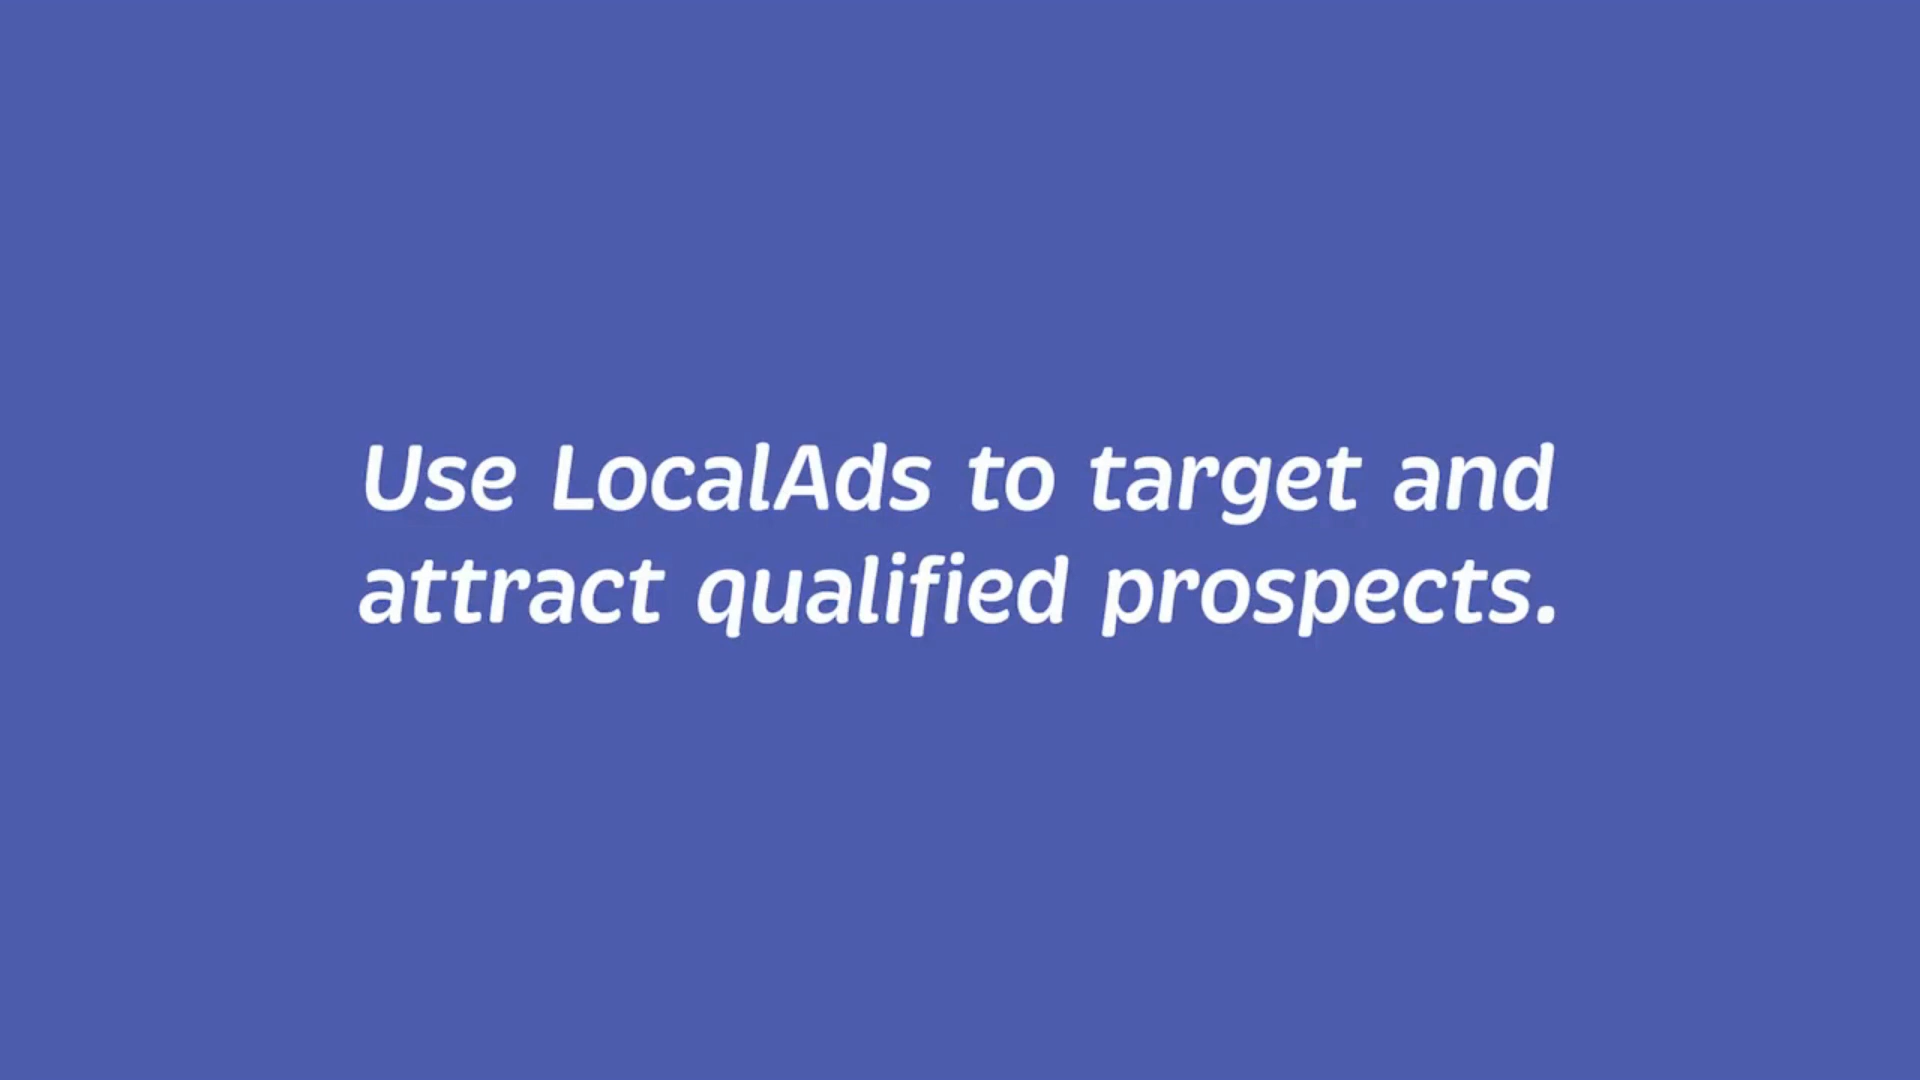 Use LocalAds to target and
attract qualified prospects.